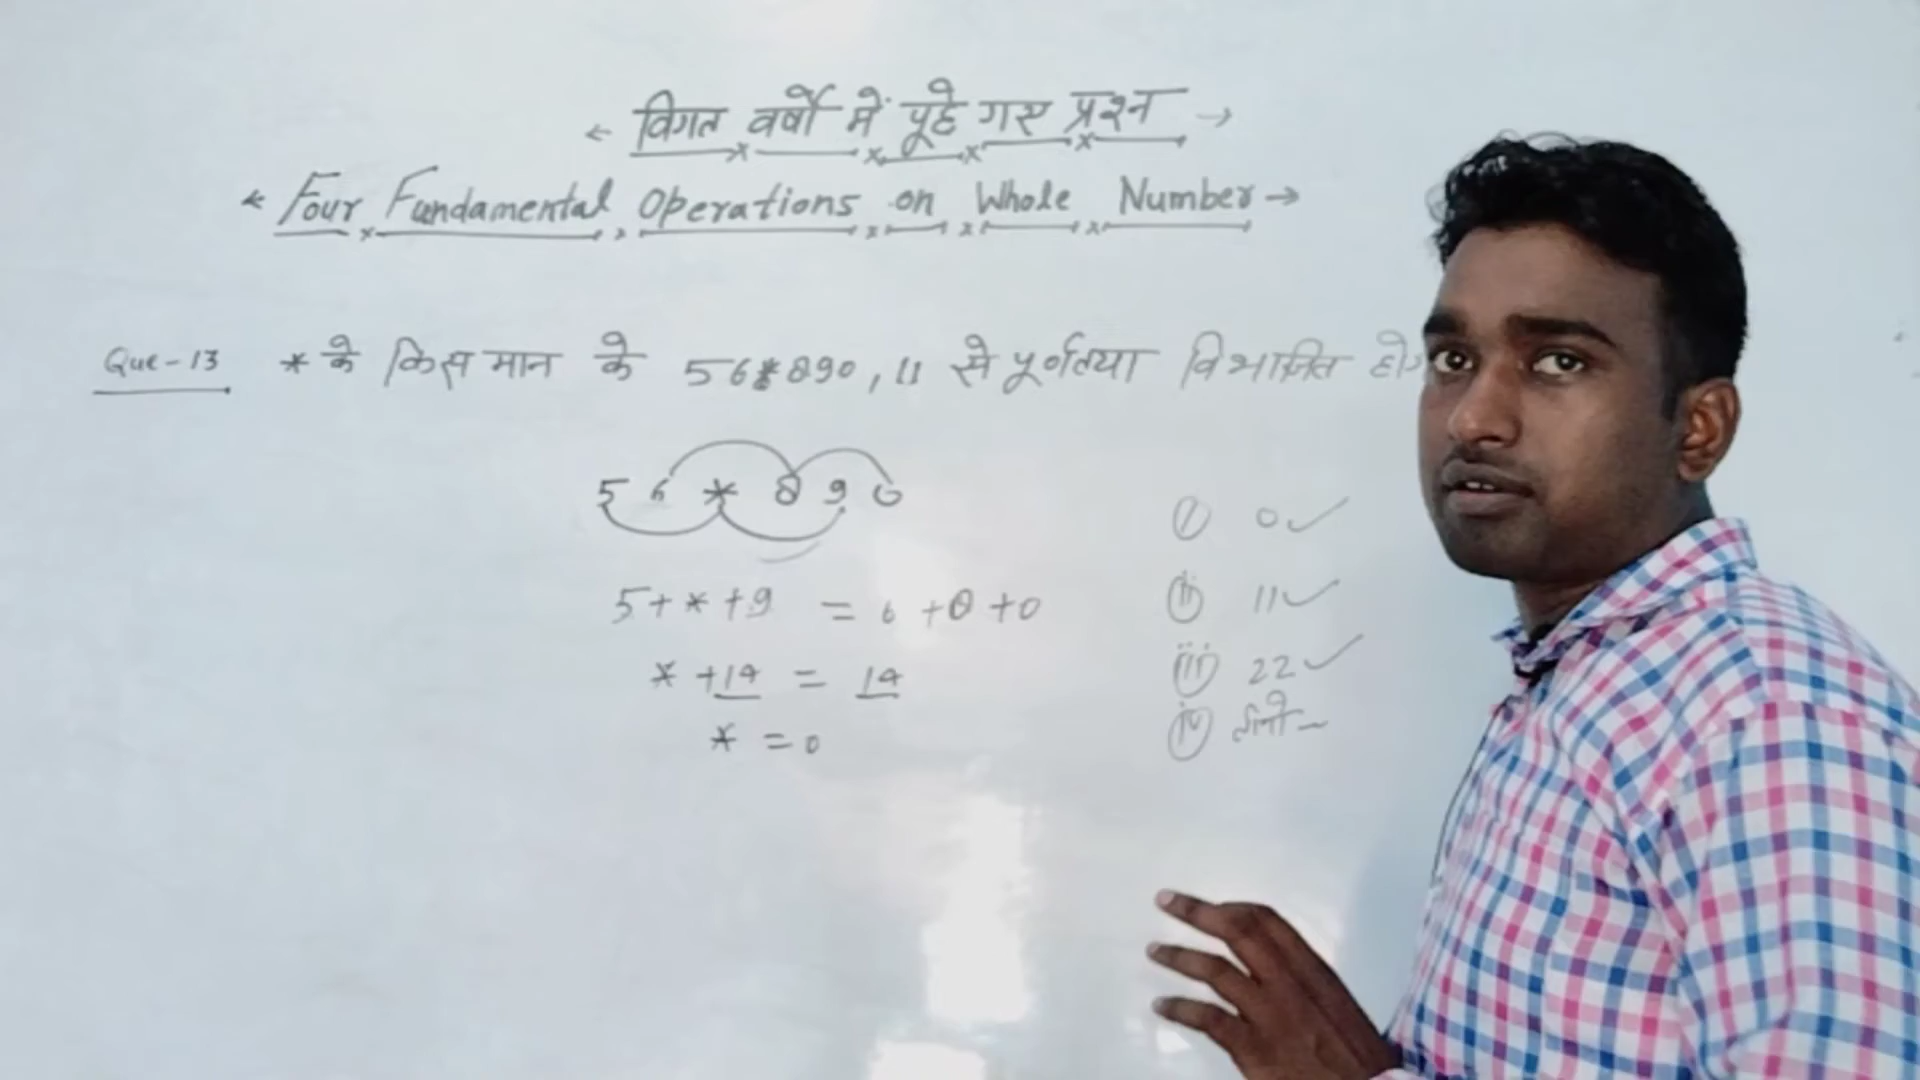 ← विगत वर्षो में पूछे गए प्रश्न →
← Four Fundamental Operations on Whole Number →
Que-13 * के किस मान के 56*890, 11 से पूर्णतया विभाजित
5 6 * 8 9 0
5+*+9 = 6+8+0
*+14 = 14
* = 0
(i) 0 ✓
(ii) 11 ✓
(iii) 22 ✓
(iv)